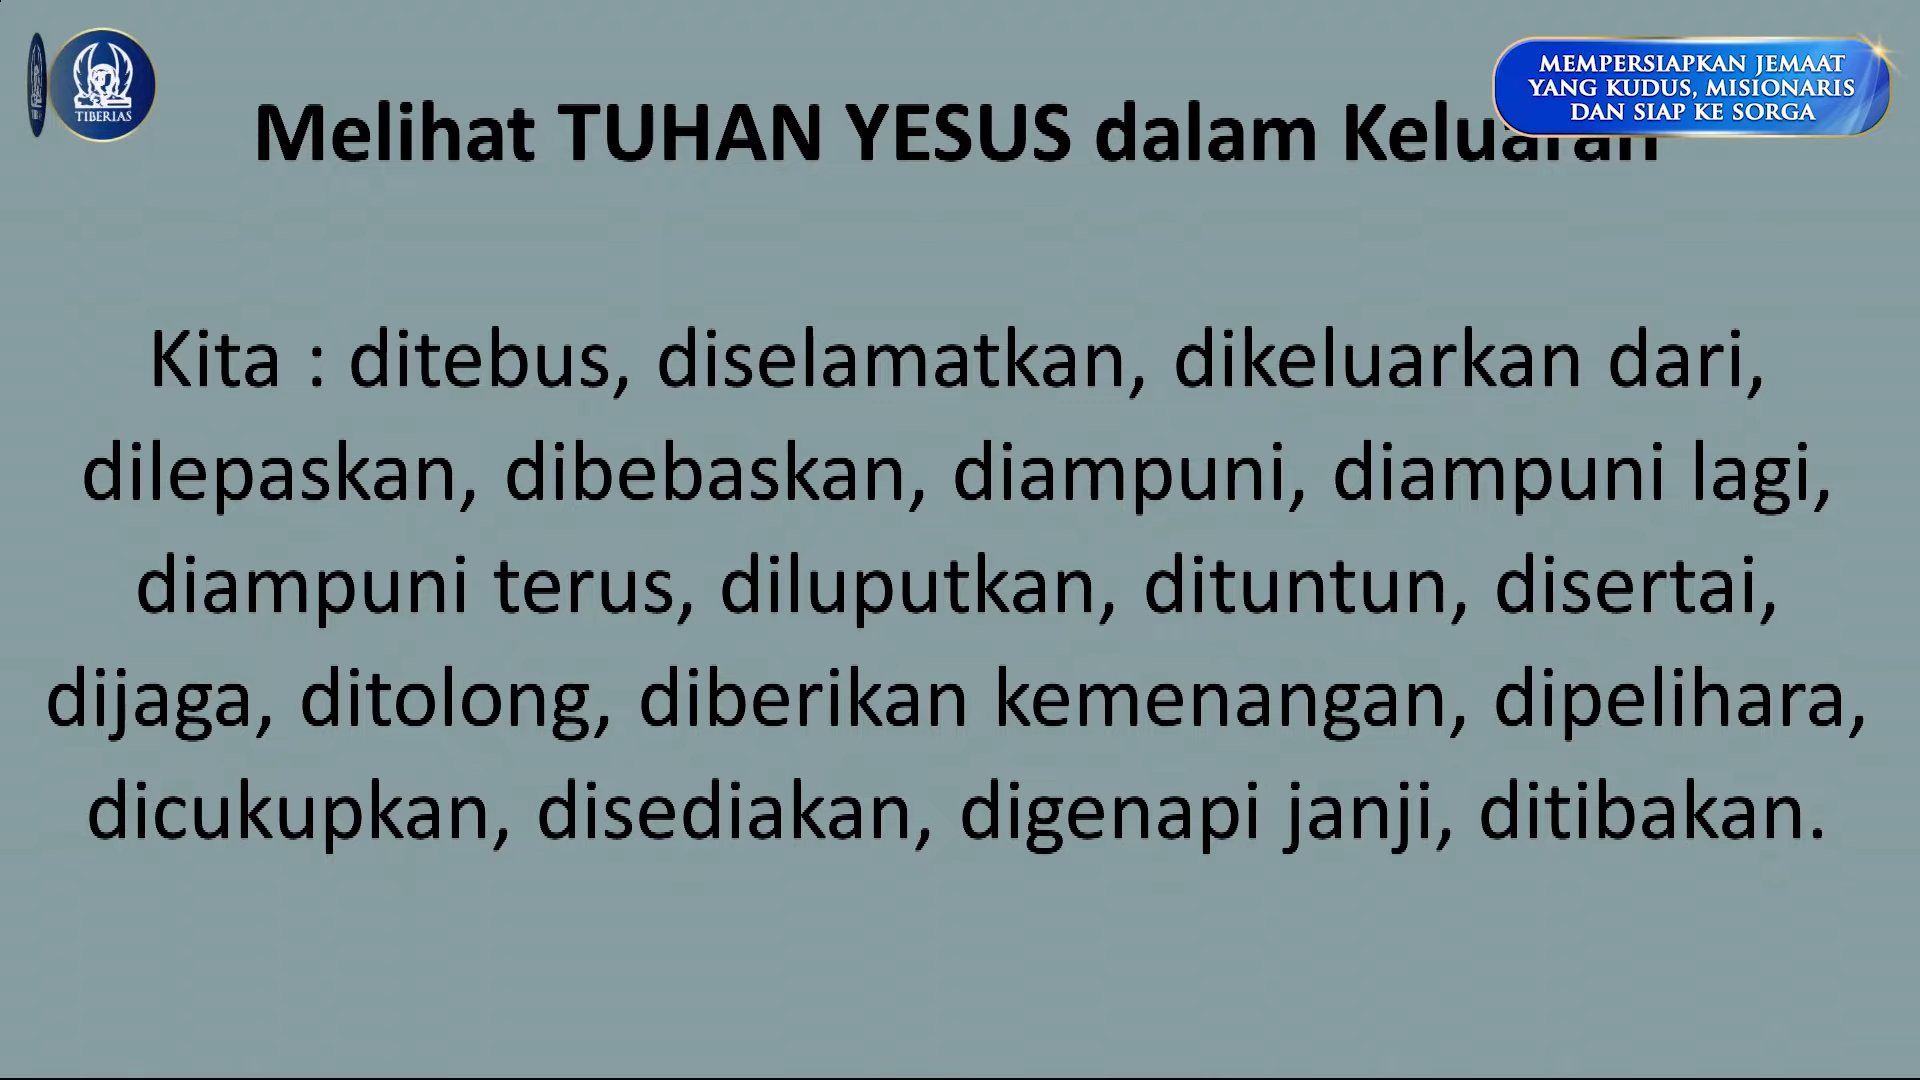 TIBERIAS
MEMPERSIAPKAN JEMAAT
YANG KUDUS, MISIONARIS
DAN SIAP KE SORGA
Melihat TUHAN YESUS dalam Keluaran
Kita : ditebus, diselamatkan, dikeluarkan dari,
dilepaskan, dibebaskan, diampuni, diampuni lagi,
diampuni terus, diluputkan, dituntun, disertai,
dijaga, ditolong, diberikan kemenangan, dipelihara,
dicukupkan, disediakan, digenapi janji, ditibakan.